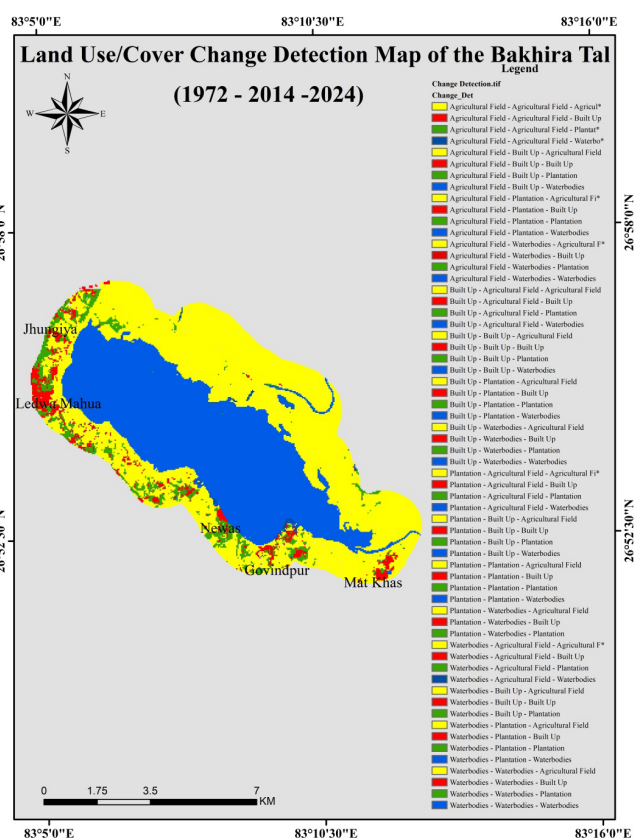 83°5'0"E 83°10'30"E 83°16'0"E
Land Use/Cover Change Detection Map of the Bakhira Tal
(1972 - 2014 -2024)
N
W E
S
Legend
Change Detection.tif
Change_Det
Agricultural Field - Agricultural Field - Agricul*
Agricultural Field - Agricultural Field - Built Up
Agricultural Field - Agricultural Field - Plantat*
Agricultural Field - Agricultural Field - Waterbo*
Agricultural Field - Built Up - Agricultural Field
Agricultural Field - Built Up - Built Up
Agricultural Field - Built Up - Plantation
Agricultural Field - Built Up - Waterbodies
Agricultural Field - Plantation - Agricultural Fi*
Agricultural Field - Plantation - Built Up
Agricultural Field - Plantation - Plantation
Agricultural Field - Plantation - Waterbodies
Agricultural Field - Waterbodies - Agricultural F*
Agricultural Field - Waterbodies - Built Up
Agricultural Field - Waterbodies - Plantation
Agricultural Field - Waterbodies - Waterbodies
Built Up - Agricultural Field - Agricultural Field
Built Up - Agricultural Field - Built Up
Built Up - Agricultural Field - Plantation
Built Up - Agricultural Field - Waterbodies
Built Up - Built Up - Agricultural Field
Built Up - Built Up - Built Up
Built Up - Built Up - Plantation
Built Up - Built Up - Waterbodies
Built Up - Plantation - Agricultural Field
Built Up - Plantation - Built Up
Built Up - Plantation - Plantation
Built Up - Plantation - Waterbodies
Built Up - Waterbodies - Agricultural Field
Built Up - Waterbodies - Built Up
Built Up - Waterbodies - Plantation
Built Up - Waterbodies - Waterbodies
Plantation - Agricultural Field - Agricultural Fi*
Plantation - Agricultural Field - Built Up
Plantation - Agricultural Field - Plantation
Plantation - Agricultural Field - Waterbodies
Plantation - Built Up - Agricultural Field
Plantation - Built Up - Built Up
Plantation - Built Up - Plantation
Plantation - Built Up - Waterbodies
Plantation - Plantation - Agricultural Field
Plantation - Plantation - Built Up
Plantation - Plantation - Plantation
Plantation - Plantation - Waterbodies
Plantation - Waterbodies - Agricultural Field
Plantation - Waterbodies - Built Up
Plantation - Waterbodies - Plantation
Waterbodies - Agricultural Field - Agricultural F*
Waterbodies - Agricultural Field - Built Up
Waterbodies - Agricultural Field - Plantation
Waterbodies - Agricultural Field - Waterbodies
Waterbodies - Built Up - Agricultural Field
Waterbodies - Built Up - Built Up
Waterbodies - Built Up - Plantation
Waterbodies - Plantation - Agricultural Field
Waterbodies - Plantation - Built Up
Waterbodies - Plantation - Plantation
Waterbodies - Plantation - Waterbodies
Waterbodies - Waterbodies - Agricultural Field
Waterbodies - Waterbodies - Built Up
Waterbodies - Waterbodies - Plantation
Waterbodies - Waterbodies - Waterbodies
26°58'0"N
26°52'30"N
Jhungiya
Ledwa Mahua
Newas
Govindpur
Mat Khas
0 1.75 3.5 7
KM
83°5'0"E 83°10'30"E 83°16'0"E